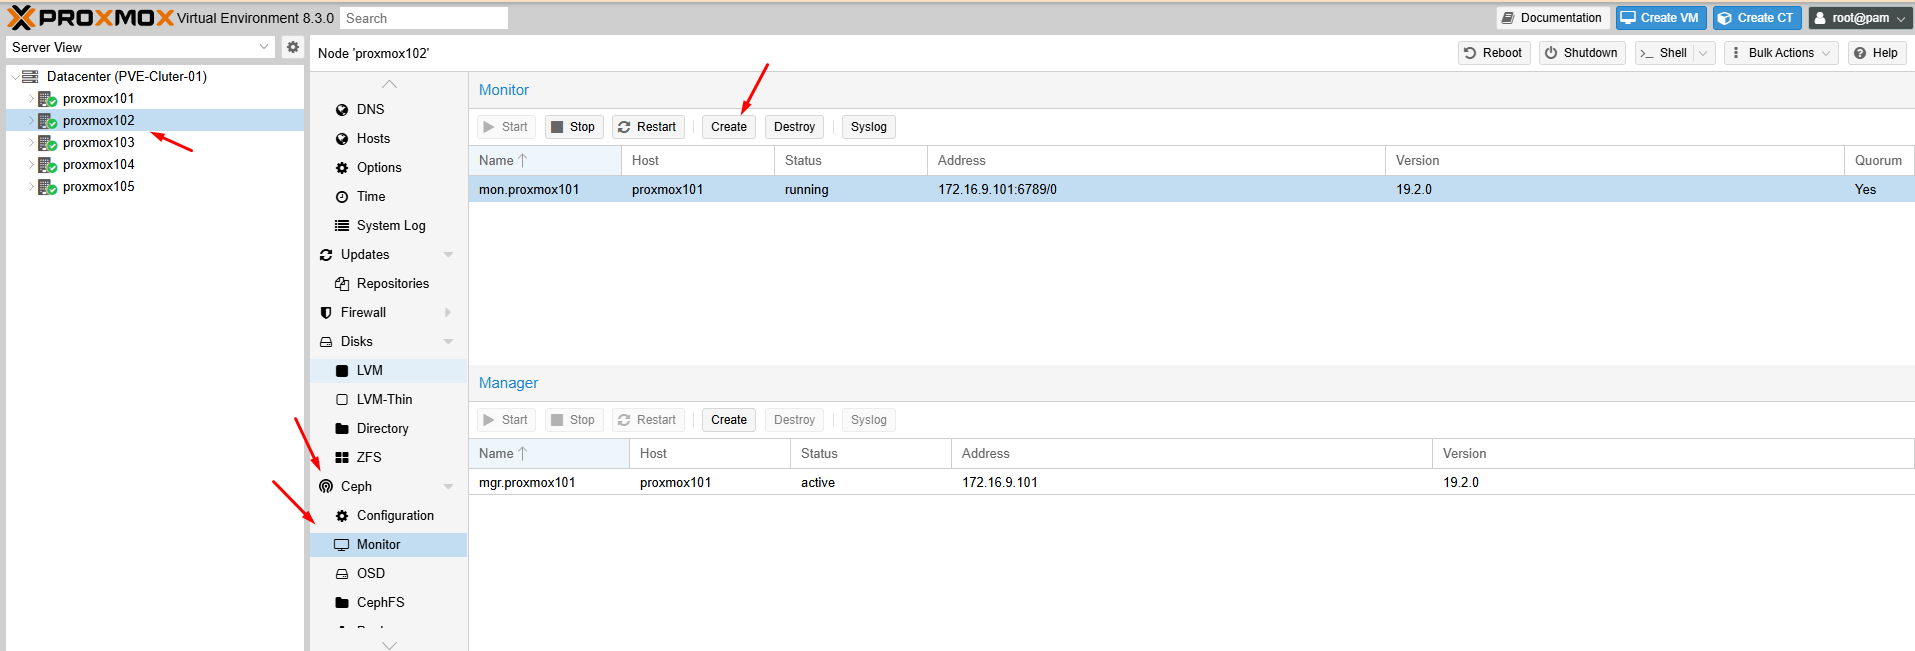 PROXMOX Virtual Environment 8.3.0 Search Documentation Create VM Create CT root@pam
Server View
Node 'proxmox102' Reboot Shutdown >_ Shell Bulk Actions Help
Datacenter (PVE-Cluter-01)
proxmox101
proxmox102
proxmox103
proxmox104
proxmox105
DNS
Hosts
Options
Time
System Log
Updates
Repositories
Firewall
Disks
LVM
LVM-Thin
Directory
ZFS
Ceph
Configuration
Monitor
OSD
CephFS
Monitor
Start Stop Restart Create Destroy Syslog
Name Host Status Address Version Quorum
mon.proxmox101 proxmox101 running 172.16.9.101:6789/0 19.2.0 Yes
Manager
Start Stop Restart Create Destroy Syslog
Name Host Status Address Version
mgr.proxmox101 proxmox101 active 172.16.9.101 19.2.0